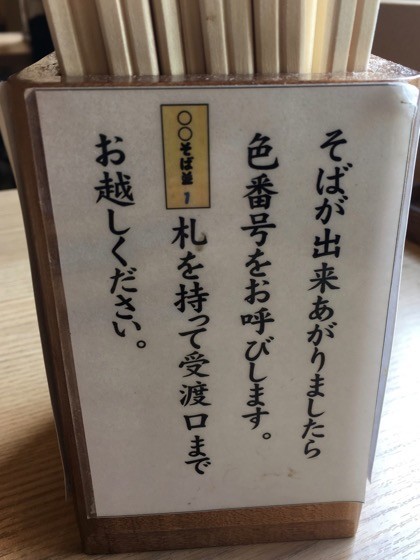 そばが出来あがりましたら
色番号をお呼びします。
〇〇そば 並 1
札を持って受渡口まで
お越しください。